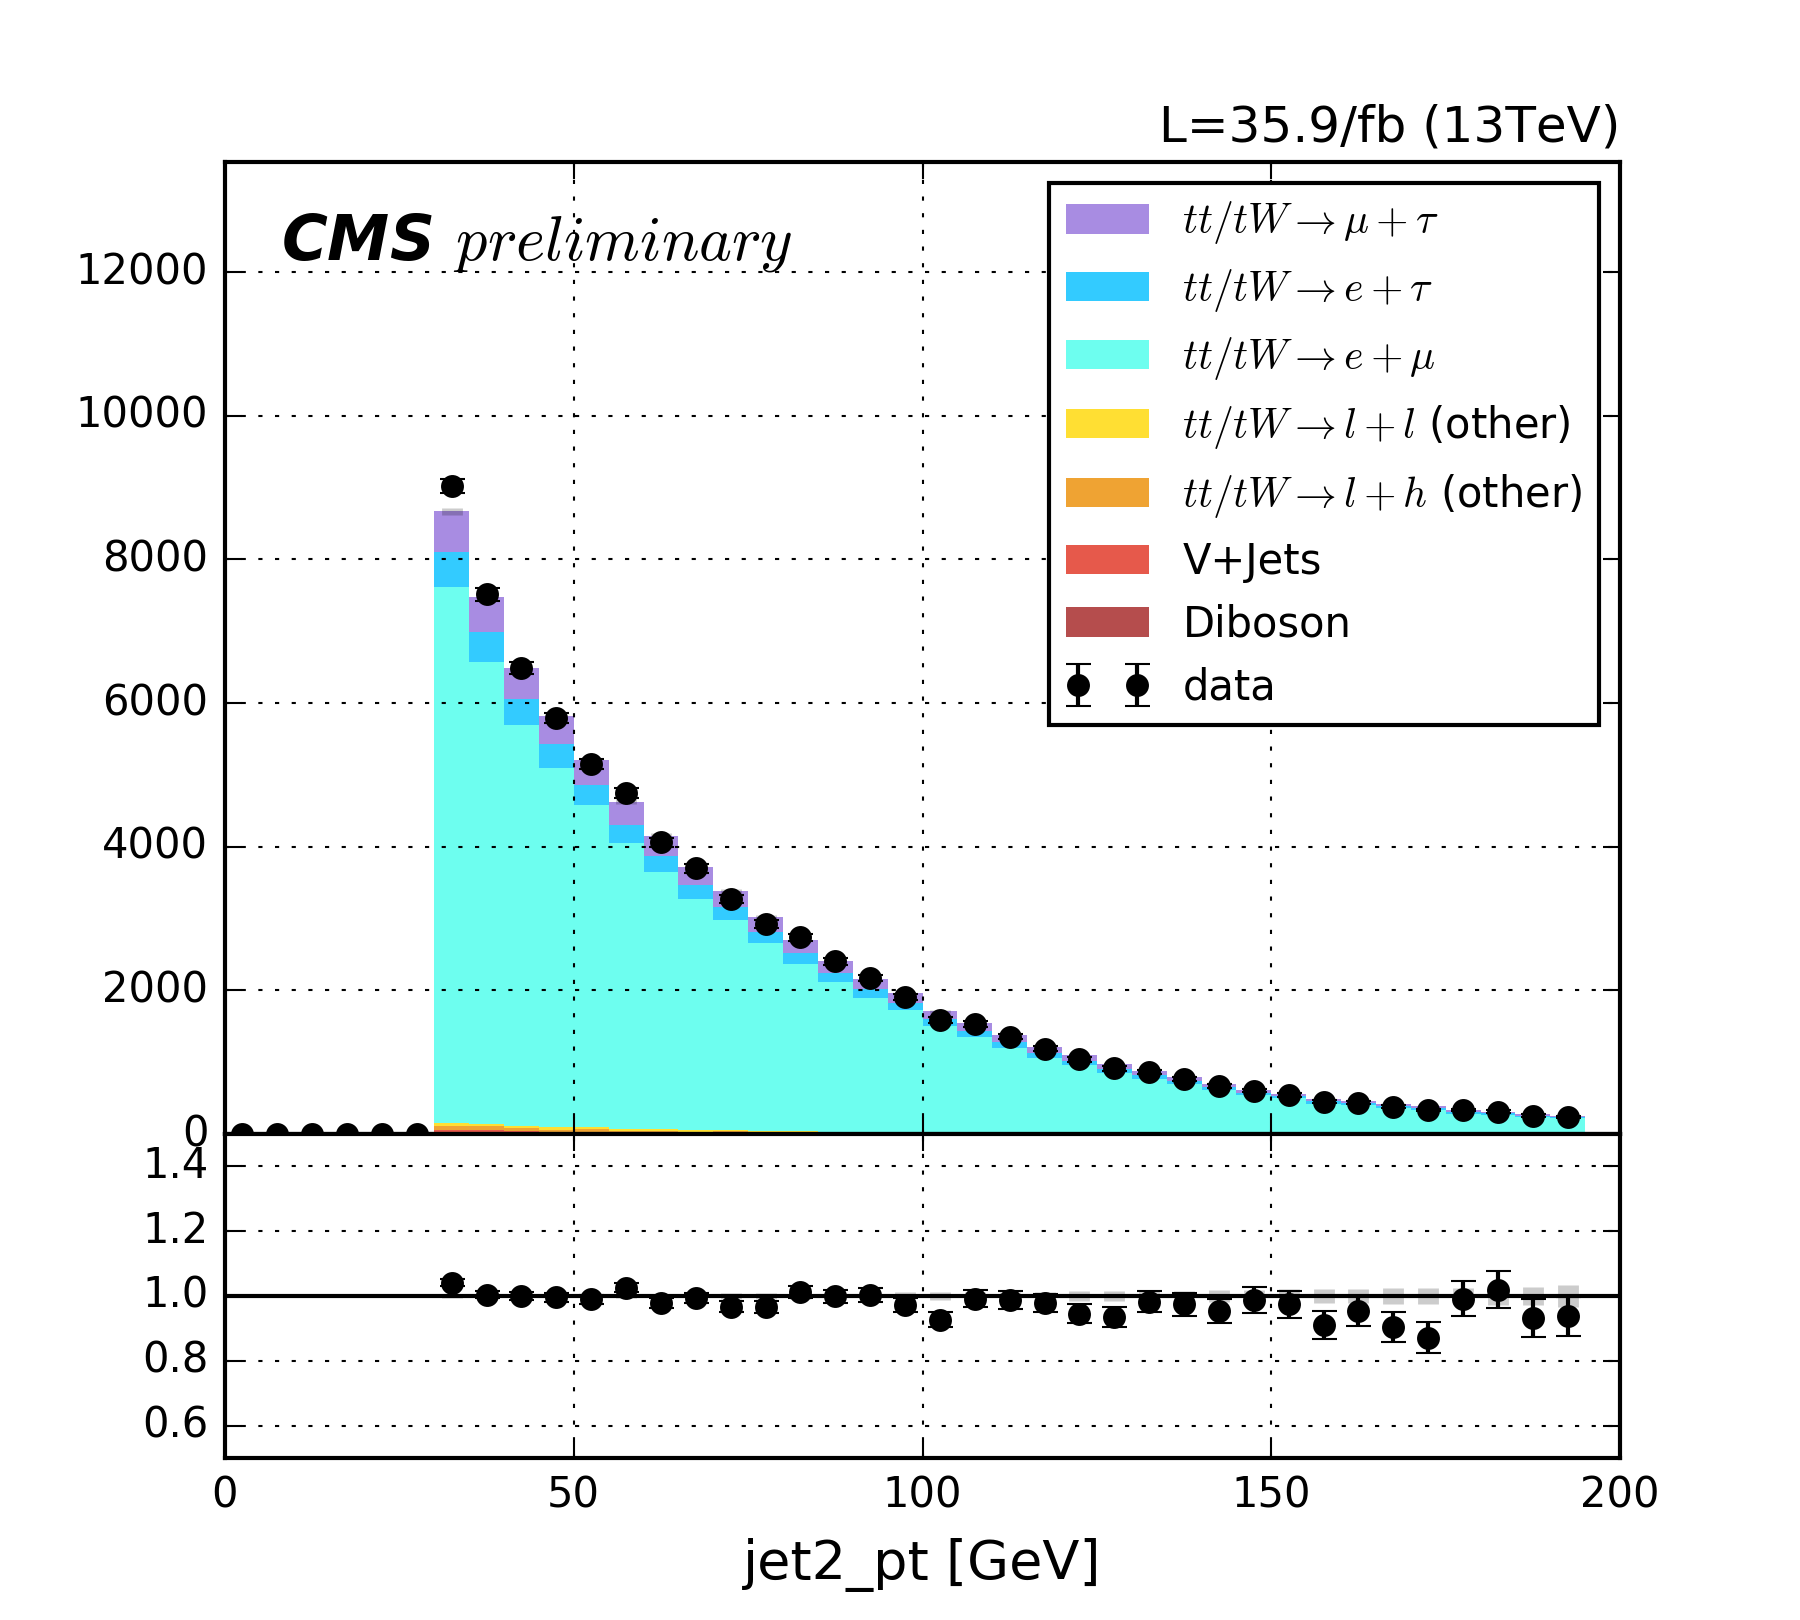 L=35.9/fb (13TeV)
CMS preliminary
tt/tW → μ + τ
tt/tW → e + τ
tt/tW → e + μ
tt/tW → l + l (other)
tt/tW → l + h (other)
V+Jets
Diboson
data
12000
10000
8000
6000
4000
2000
0
1.4
1.2
1.0
0.8
0.6
0 50 100 150 200
jet2_pt [GeV]